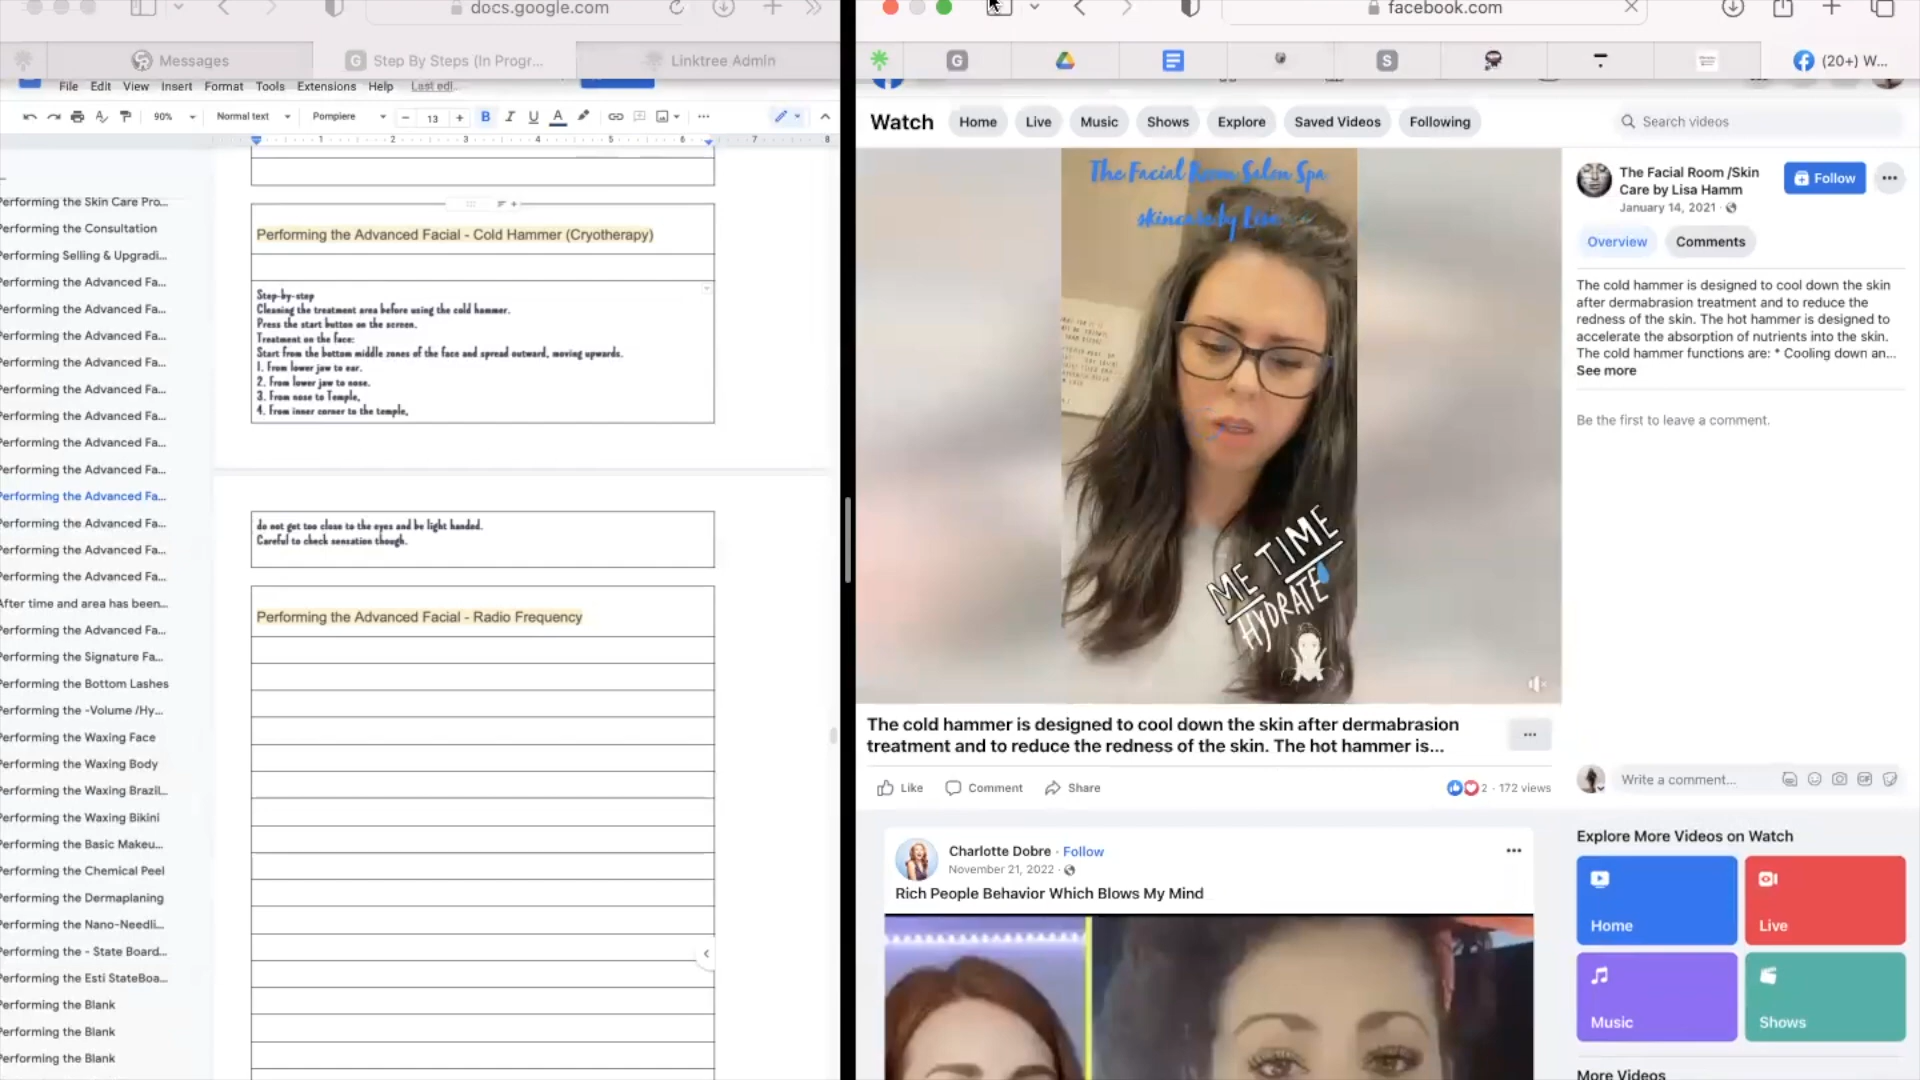 docs.google.com
Messages
Step By Steps (In Progr...
Linktree Admin
File Edit View Insert Format Tools Extensions Help Last edi...
90% Normal text Pompiere 13 B I U A
1 2 3 4 5 6 7 8
Performing the Skin Care Pro...
Performing the Consultation
Performing Selling & Upgradi...
Performing the Advanced Fa...
Performing the Advanced Fa...
Performing the Advanced Fa...
Performing the Advanced Fa...
Performing the Advanced Fa...
Performing the Advanced Fa...
Performing the Advanced Fa...
Performing the Advanced Fa...
Performing the Advanced Fa...
Performing the Advanced Fa...
Performing the Advanced Fa...
Performing the Advanced Fa...
After time and area has been...
Performing the Advanced Fa...
Performing the Signature Fa...
Performing the Bottom Lashes
Performing the -Volume /Hy...
Performing the Waxing Face
Performing the Waxing Body
Performing the Waxing Brazil...
Performing the Waxing Bikini
Performing the Basic Makeu...
Performing the Chemical Peel
Performing the Dermaplaning
Performing the Nano-Needli...
Performing the - State Board...
Performing the Esti StateBoa...
Performing the Blank
Performing the Blank
Performing the Blank
Performing the Advanced Facial - Cold Hammer (Cryotherapy)
Step-by-step
Cleaning the treatment area before using the cold hammer.
Press the start button on the screen.
Treatment on the face:
Start from the bottom middle zones of the face and spread outward, moving upwards.
1. From lower jaw to ear.
2. From lower jaw to nose.
3. From nose to Temple,
4. From inner corner to the temple,
do not get too close to the eyes and be light handed.
Careful to check sensation though.
Performing the Advanced Facial - Radio Frequency
facebook.com
(20+) W...
Watch Home Live Music Shows Explore Saved Videos Following
Search videos
The Facial Room Salon Spa
skincare by Lisa
ME TIME
HYDRATE
The cold hammer is designed to cool down the skin after dermabrasion
treatment and to reduce the redness of the skin. The hot hammer is...
Like Comment Share
2 · 172 views
Charlotte Dobre · Follow
November 21, 2022 ·
Rich People Behavior Which Blows My Mind
The Facial Room /Skin
Care by Lisa Hamm
January 14, 2021 ·
Follow
Overview Comments
The cold hammer is designed to cool down the skin
after dermabrasion treatment and to reduce the
redness of the skin. The hot hammer is designed to
accelerate the absorption of nutrients into the skin.
The cold hammer functions are: * Cooling down an...
See more
Be the first to leave a comment.
Write a comment...
Explore More Videos on Watch
Home
Live
Music
Shows
More Videos